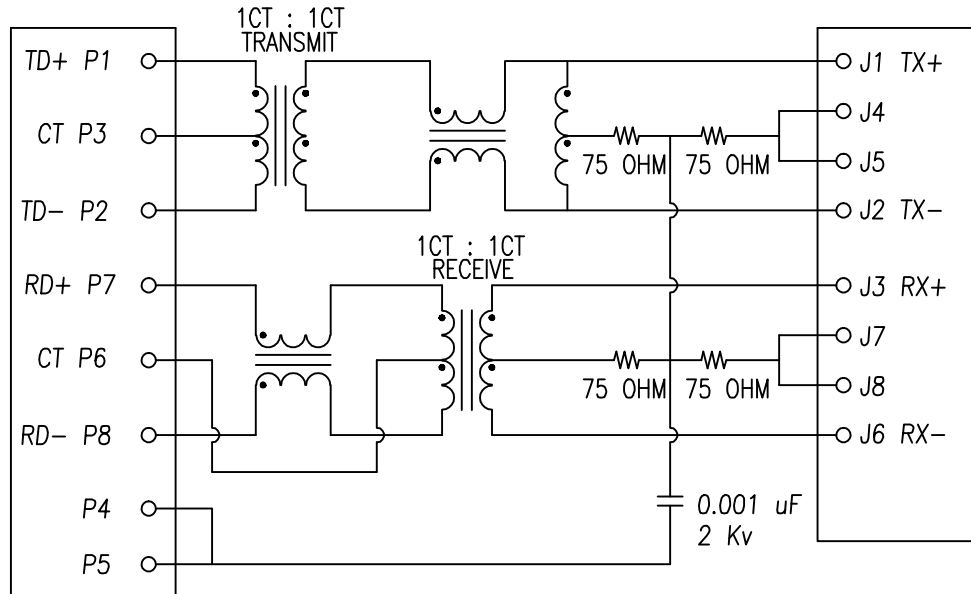 1CT : 1CT
TRANSMIT
TD+ P1
J1 TX+
J4
CT P3
75 OHM
75 OHM
J5
TD- P2
J2 TX-
1CT : 1CT
RECEIVE
RD+ P7
J3 RX+
J7
CT P6
75 OHM
75 OHM
J8
RD- P8
J6 RX-
P4
0.001 uF
2 Kv
P5